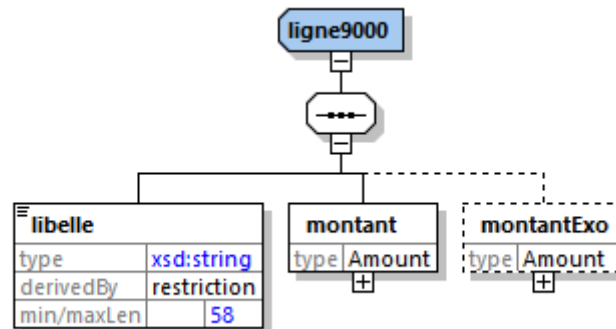 ligne9000
libelle
type xsd:string
derivedBy restriction
min/maxLen 58
montant
type Amount
montantExo
type Amount